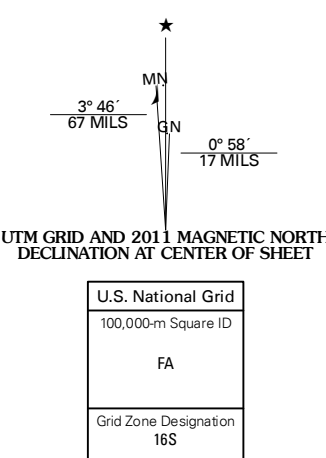 ★
MN
3° 46´
67 MILS
GN
0° 58´
17 MILS
UTM GRID AND 2011 MAGNETIC NORTH
DECLINATION AT CENTER OF SHEET
U.S. National Grid
100,000-m Square ID
FA
Grid Zone Designation
16S